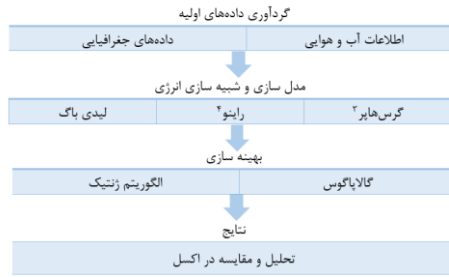 گردآوری داده‌های اولیه
اطلاعات آب و هوایی
داده‌های جغرافیایی
مدل سازی و شبیه سازی انرژی
گرس‌هاپر۳
راینو۴
لیدی باگ
بهینه سازی
گالاپاگوس
الگوریتم ژنتیک
نتایج
تحلیل و مقایسه در اکسل